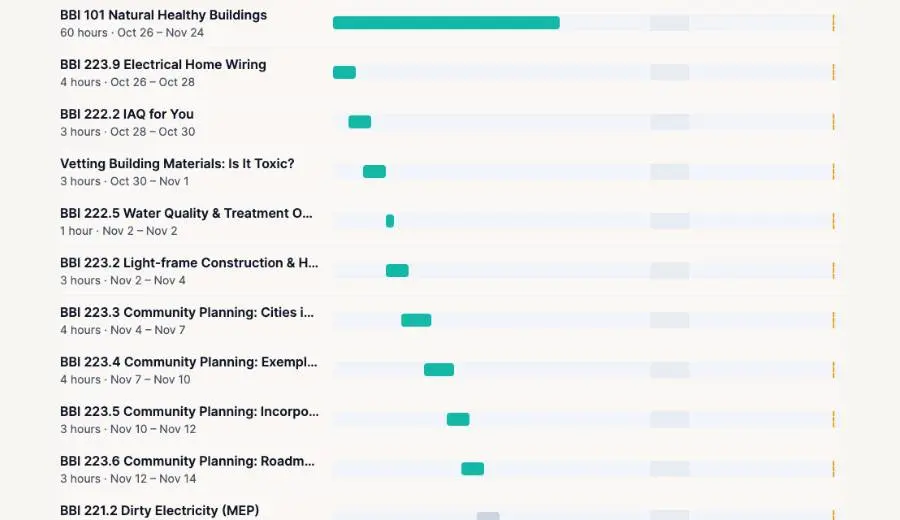 BBI 101 Natural Healthy Buildings
60 hours · Oct 26 – Nov 24
BBI 223.9 Electrical Home Wiring
4 hours · Oct 26 – Oct 28
BBI 222.2 IAQ for You
3 hours · Oct 28 – Oct 30
Vetting Building Materials: Is It Toxic?
3 hours · Oct 30 – Nov 1
BBI 222.5 Water Quality & Treatment O...
1 hour · Nov 2 – Nov 2
BBI 223.2 Light-frame Construction & H...
3 hours · Nov 2 – Nov 4
BBI 223.3 Community Planning: Cities i...
4 hours · Nov 4 – Nov 7
BBI 223.4 Community Planning: Exempl...
4 hours · Nov 7 – Nov 10
BBI 223.5 Community Planning: Incorpo...
3 hours · Nov 10 – Nov 12
BBI 223.6 Community Planning: Roadm...
3 hours · Nov 12 – Nov 14
BBI 221.2 Dirty Electricity (MEP)